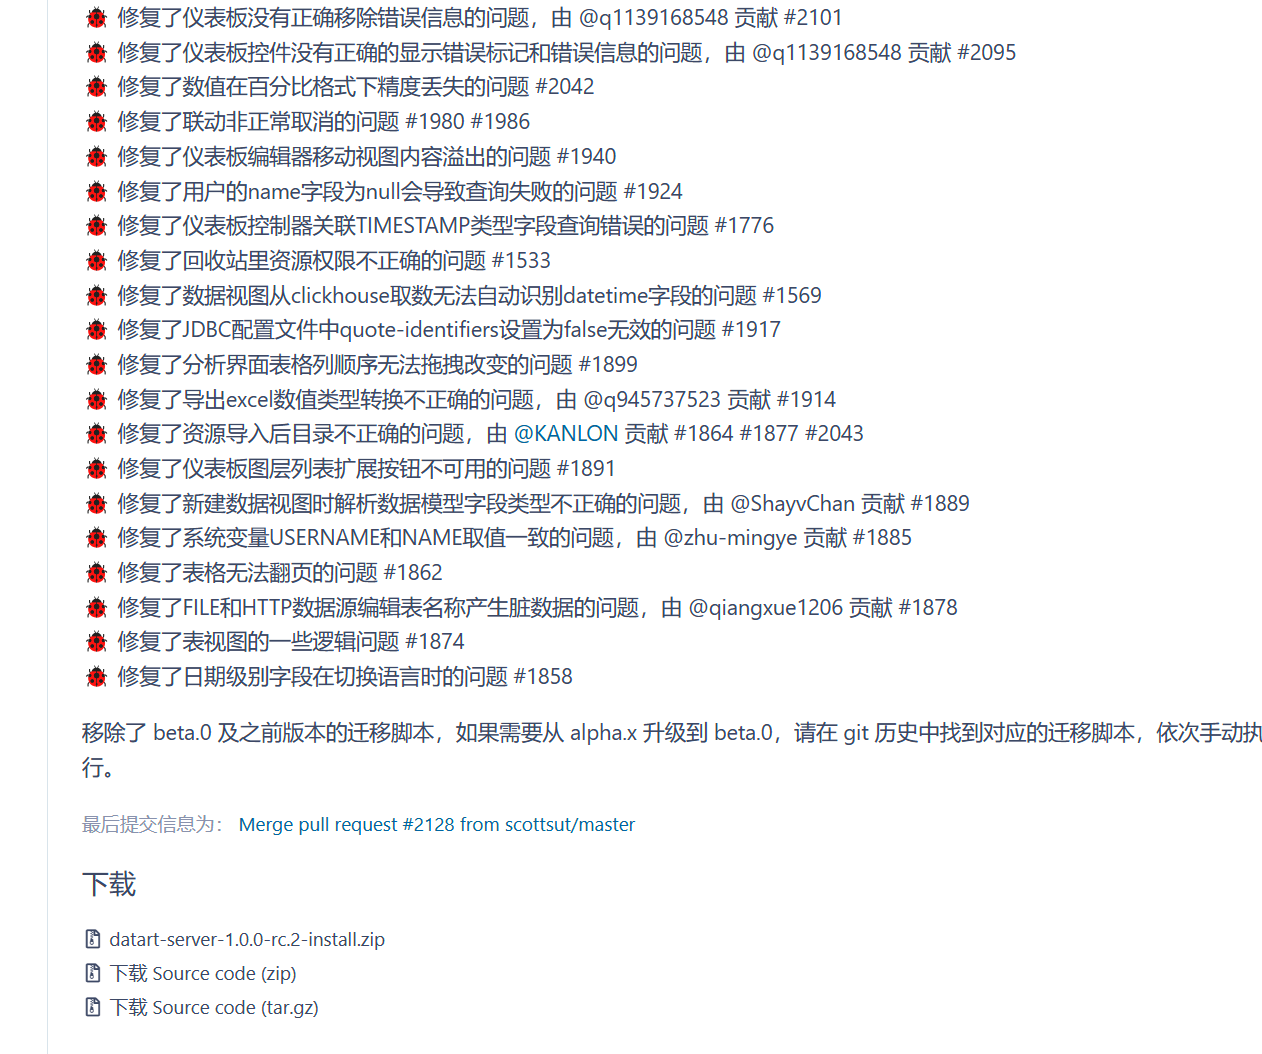 修复了仪表板没有正确移除错误信息的问题，由 @q1139168548 贡献 #2101
修复了仪表板控件没有正确的显示错误标记和错误信息的问题，由 @q1139168548 贡献 #2095
修复了数值在百分比格式下精度丢失的问题 #2042
修复了联动非正常取消的问题 #1980 #1986
修复了仪表板编辑器移动视图内容溢出的问题 #1940
修复了用户的name字段为null会导致查询失败的问题 #1924
修复了仪表板控制器关联TIMESTAMP类型字段查询错误的问题 #1776
修复了回收站里资源权限不正确的问题 #1533
修复了数据视图从clickhouse取数无法自动识别datetime字段的问题 #1569
修复了JDBC配置文件中quote-identifiers设置为false无效的问题 #1917
修复了分析界面表格列顺序无法拖拽改变的问题 #1899
修复了导出excel数值类型转换不正确的问题，由 @q945737523 贡献 #1914
修复了资源导入后目录不正确的问题，由 @KANLON 贡献 #1864 #1877 #2043
修复了仪表板图层列表扩展按钮不可用的问题 #1891
修复了新建数据视图时解析数据模型字段类型不正确的问题，由 @ShayvChan 贡献 #1889
修复了系统变量USERNAME和NAME取值一致的问题，由 @zhu-mingye 贡献 #1885
修复了表格无法翻页的问题 #1862
修复了FILE和HTTP数据源编辑表名称产生脏数据的问题，由 @qiangxue1206 贡献 #1878
修复了表视图的一些逻辑问题 #1874
修复了日期级别字段在切换语言时的问题 #1858
移除了 beta.0 及之前版本的迁移脚本，如果需要从 alpha.x 升级到 beta.0，请在 git 历史中找到对应的迁移脚本，依次手动执
行。
最后提交信息为： Merge pull request #2128 from scottsut/master
下载
datart-server-1.0.0-rc.2-install.zip
下载 Source code (zip)
下载 Source code (tar.gz)